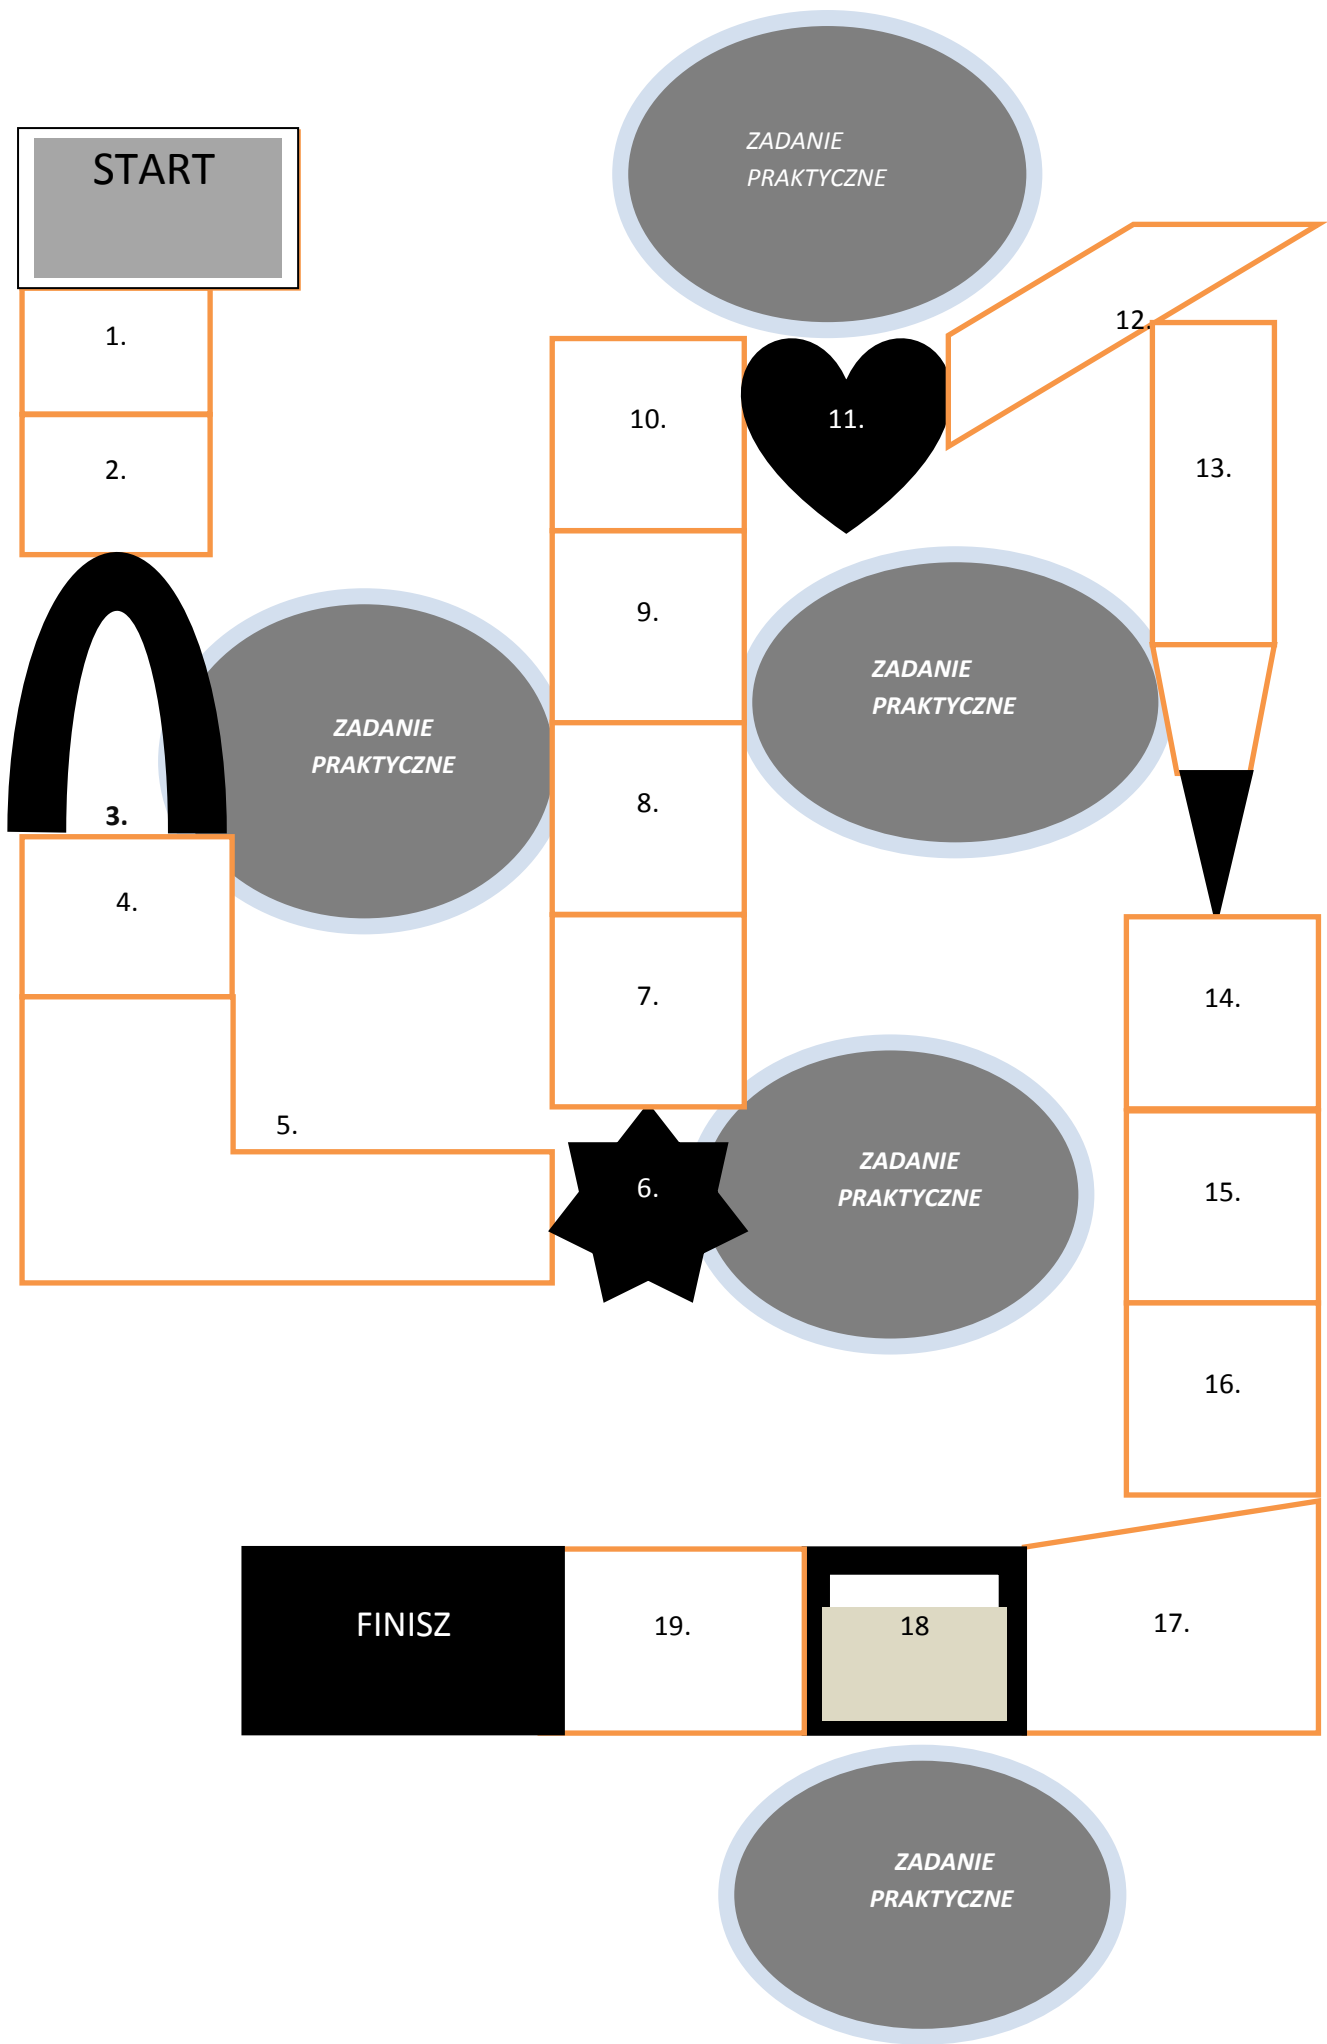 START
1.
2.
3.
4.
5.
6.
7.
8.
9.
10.
11.
12.
13.
14.
15.
16.
17.
18
19.
FINISZ
ZADANIE
PRAKTYCZNE
ZADANIE
PRAKTYCZNE
ZADANIE
PRAKTYCZNE
ZADANIE
PRAKTYCZNE
ZADANIE
PRAKTYCZNE